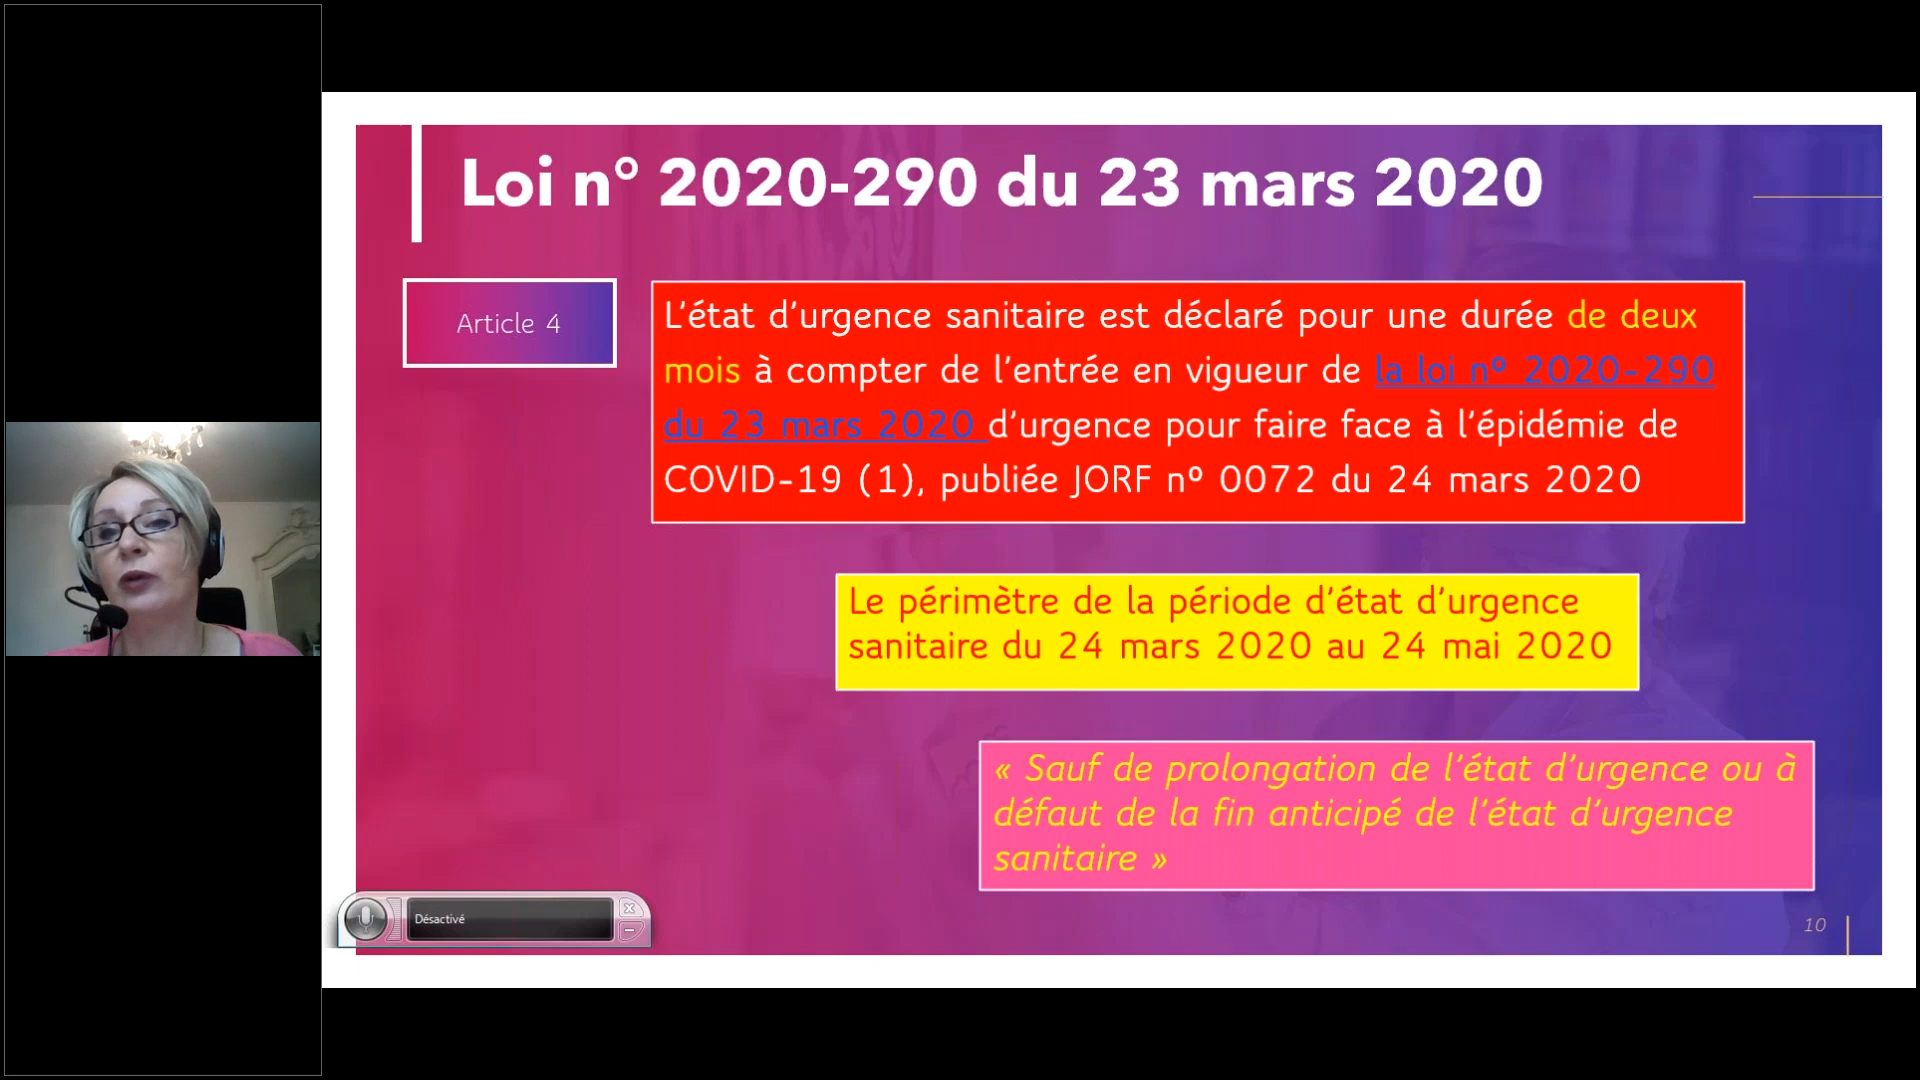 Loi n° 2020-290 du 23 mars 2020
Article 4
L’état d’urgence sanitaire est déclaré pour une durée de deux
mois à compter de l’entrée en vigueur de la loi nº 2020-290
du 23 mars 2020 d’urgence pour faire face à l’épidémie de
COVID-19 (1), publiée JORF nº 0072 du 24 mars 2020
Le périmètre de la période d’état d’urgence
sanitaire du 24 mars 2020 au 24 mai 2020
« Sauf de prolongation de l’état d’urgence ou à
défaut de la fin anticipé de l’état d’urgence
sanitaire »
Désactivé
10